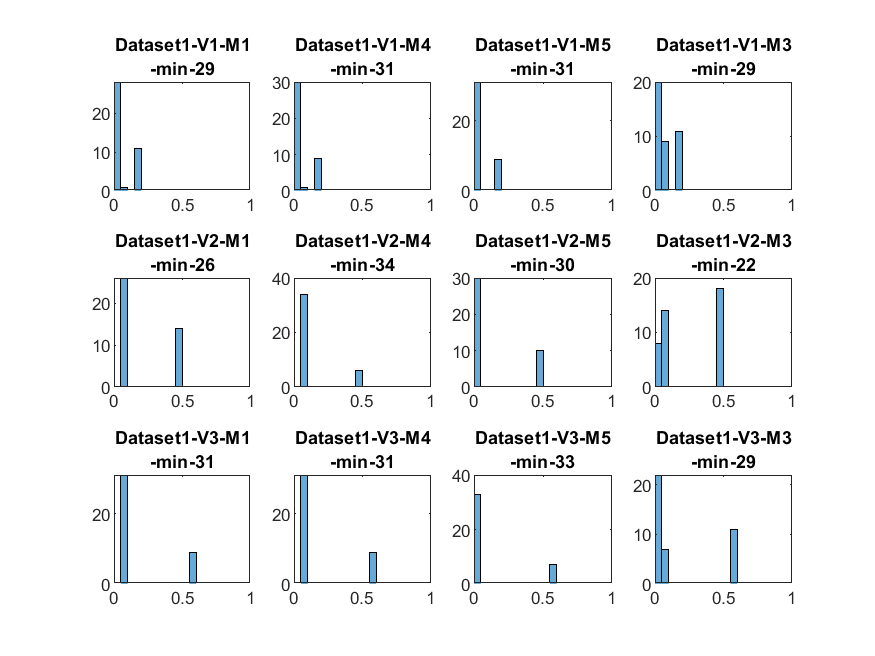 Dataset1-V1-M1
-min-29
Dataset1-V1-M4
-min-31
Dataset1-V1-M5
-min-31
Dataset1-V1-M3
-min-29
20
10
0
0 0.5 1
30
20
10
0
0 0.5 1
20
0
0 0.5 1
20
10
0
0 0.5 1
Dataset1-V2-M1
-min-26
Dataset1-V2-M4
-min-34
Dataset1-V2-M5
-min-30
Dataset1-V2-M3
-min-22
20
10
0
0 0.5 1
40
20
0
0 0.5 1
30
20
10
0
0 0.5 1
20
10
0
0 0.5 1
Dataset1-V3-M1
-min-31
Dataset1-V3-M4
-min-31
Dataset1-V3-M5
-min-33
Dataset1-V3-M3
-min-29
20
0
0 0.5 1
20
0
0 0.5 1
40
20
0
0 0.5 1
20
10
0
0 0.5 1